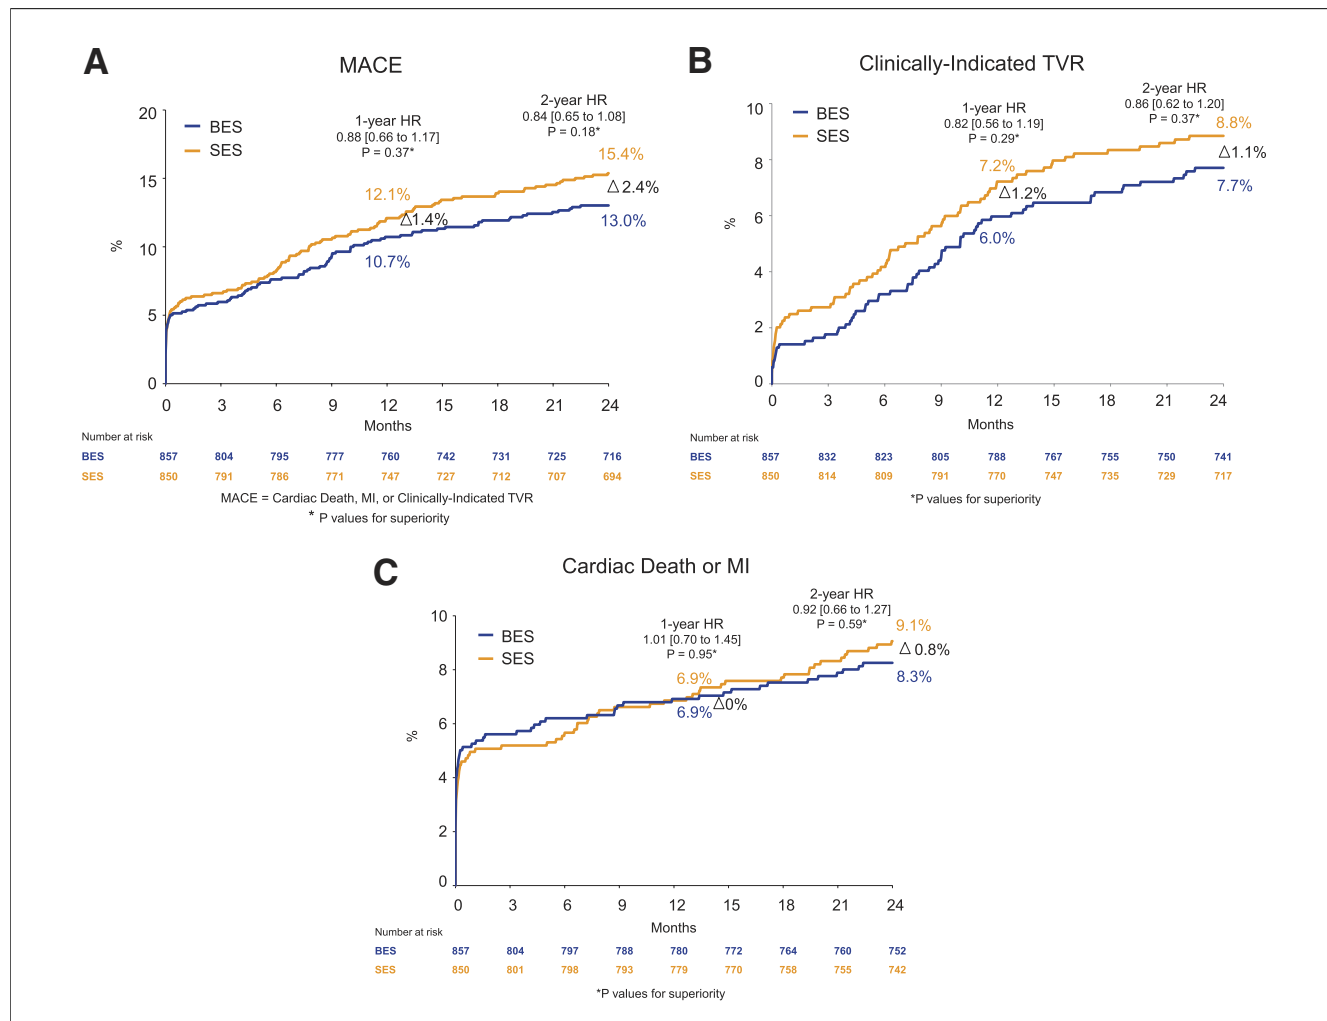 A
MACE
20
15
10
5
0
%
BES
SES
1-year HR
0.88 [0.66 to 1.17]
P = 0.37*
2-year HR
0.84 [0.65 to 1.08]
P = 0.18*
15.4%
△2.4%
13.0%
12.1%
△1.4%
10.7%
0 3 6 9 12 15 18 21 24
Months
Number at risk
BES 857 804 795 777 760 742 731 725 716
SES 850 791 786 771 747 727 712 707 694
MACE = Cardiac Death, MI, or Clinically-Indicated TVR
* P values for superiority
B
Clinically-Indicated TVR
10
8
6
4
2
0
%
BES
SES
1-year HR
0.82 [0.56 to 1.19]
P = 0.29*
2-year HR
0.86 [0.62 to 1.20]
P = 0.37*
8.8%
△1.1%
7.7%
7.2%
△1.2%
6.0%
0 3 6 9 12 15 18 21 24
Months
Number at risk
BES 857 832 823 805 788 767 755 750 741
SES 850 814 809 791 770 747 735 729 717
*P values for superiority
C
Cardiac Death or MI
10
8
6
4
2
0
%
BES
SES
1-year HR
1.01 [0.70 to 1.45]
P = 0.95*
2-year HR
0.92 [0.66 to 1.27]
P = 0.59*
9.1%
△ 0.8%
8.3%
6.9%
△0%
6.9%
0 3 6 9 12 15 18 21 24
Months
Number at risk
BES 857 804 797 788 780 772 764 760 752
SES 850 801 798 793 779 770 758 755 742
*P values for superiority